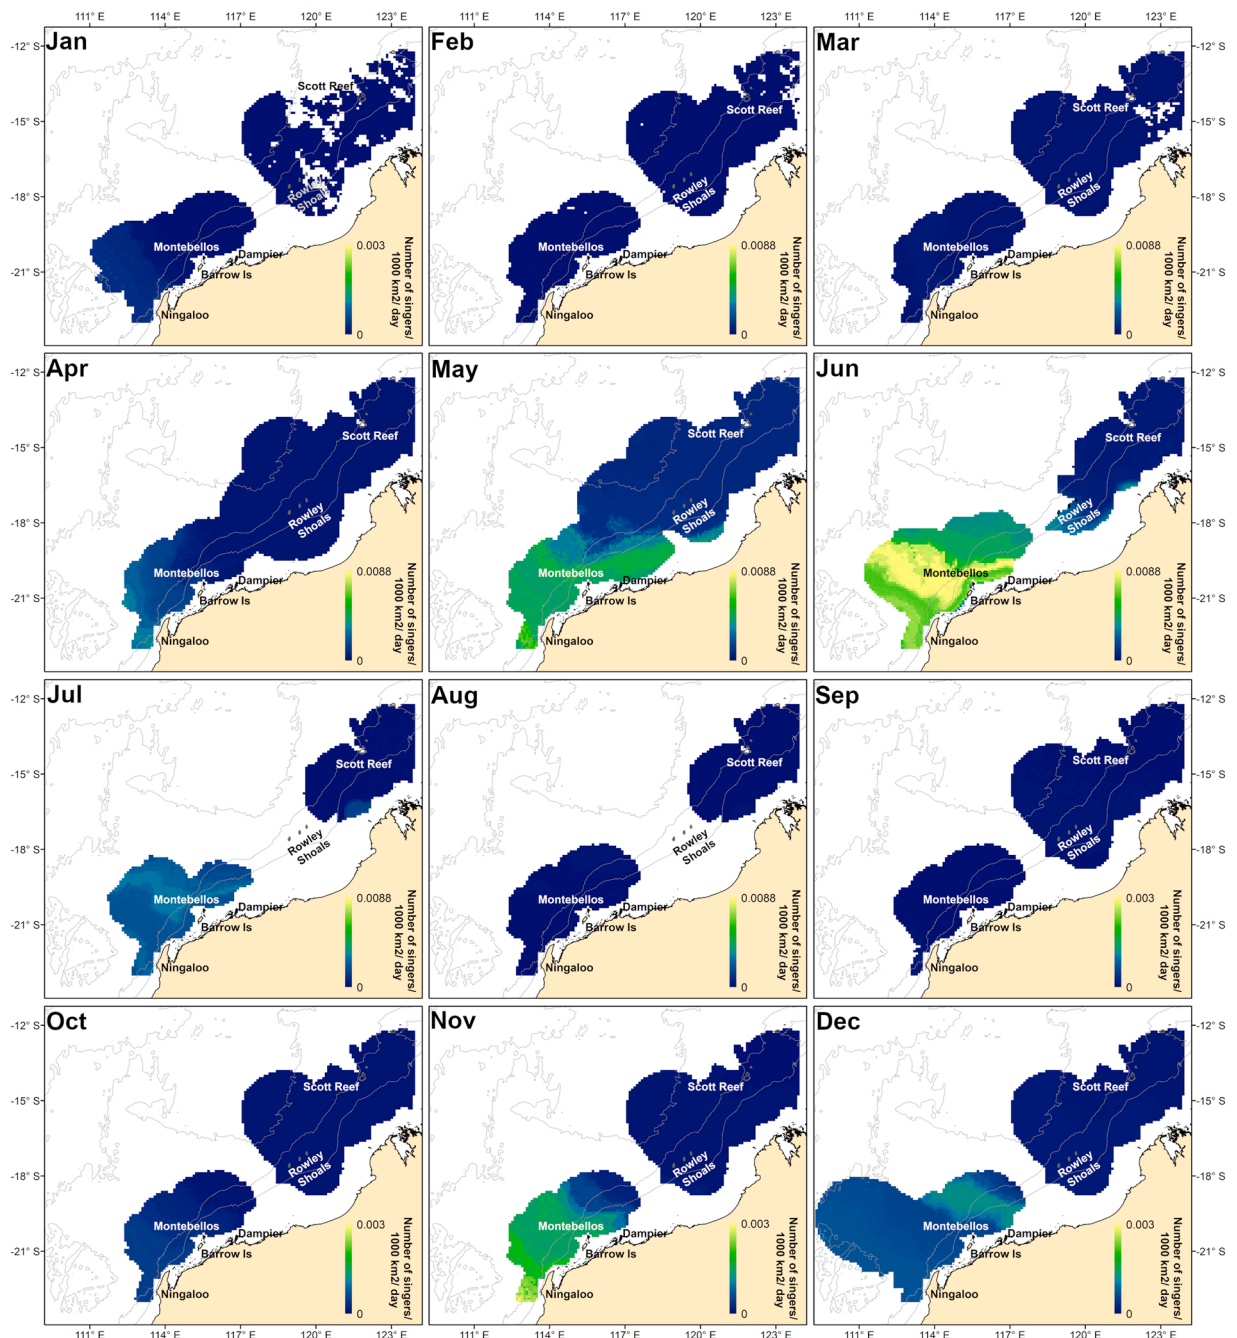 111° E 114° E 117° E 120° E 123° E 111° E 114° E 117° E 120° E 123° E 111° E 114° E 117° E 120° E 123° E
Jan
-12° S
-15° S
-18° S
-21° S
Scott Reef
Rowley
Shoals
Montebellos
Dampier
Barrow Is
Ningaloo
0.003
0
Number of singers/
1000 km2/ day
Feb
Scott Reef
Rowley
Shoals
Montebellos
Dampier
Barrow Is
Ningaloo
0.0088
0
Number of singers/
1000 km2/ day
Mar
Scott Reef
Rowley
Shoals
Montebellos
Dampier
Barrow Is
Ningaloo
0.0088
0
Number of singers/
1000 km2/ day
-12° S
-15° S
-18° S
-21° S
Apr
-12° S
-15° S
-18° S
-21° S
Scott Reef
Rowley
Shoals
Montebellos
Dampier
Barrow Is
Ningaloo
0.0088
0
Number of singers/
1000 km2/ day
May
Scott Reef
Rowley
Shoals
Montebellos
Dampier
Barrow Is
Ningaloo
0.0088
0
Number of singers/
1000 km2/ day
Jun
Scott Reef
Rowley
Shoals
Montebellos
Dampier
Barrow Is
Ningaloo
0.0088
0
Number of singers/
1000 km2/ day
-12° S
-15° S
-18° S
-21° S
Jul
-12° S
-15° S
-18° S
-21° S
Scott Reef
Rowley
Shoals
Montebellos
Dampier
Barrow Is
Ningaloo
0.0088
0
Number of singers/
1000 km2/ day
Aug
Scott Reef
Rowley
Shoals
Montebellos
Dampier
Barrow Is
Ningaloo
0.0088
0
Number of singers/
1000 km2/ day
Sep
Scott Reef
Rowley
Shoals
Montebellos
Dampier
Barrow Is
Ningaloo
0.003
0
Number of singers/
1000 km2/ day
-12° S
-15° S
-18° S
-21° S
Oct
-12° S
-15° S
-18° S
-21° S
Scott Reef
Rowley
Shoals
Montebellos
Dampier
Barrow Is
Ningaloo
0.003
0
Number of singers/
1000 km2/ day
Nov
Scott Reef
Rowley
Shoals
Montebellos
Dampier
Barrow Is
Ningaloo
0.003
0
Number of singers/
1000 km2/ day
Dec
Scott Reef
Rowley
Shoals
Montebellos
Dampier
Barrow Is
Ningaloo
0.003
0
Number of singers/
1000 km2/ day
-12° S
-15° S
-18° S
-21° S
111° E 114° E 117° E 120° E 123° E 111° E 114° E 117° E 120° E 123° E 111° E 114° E 117° E 120° E 123° E